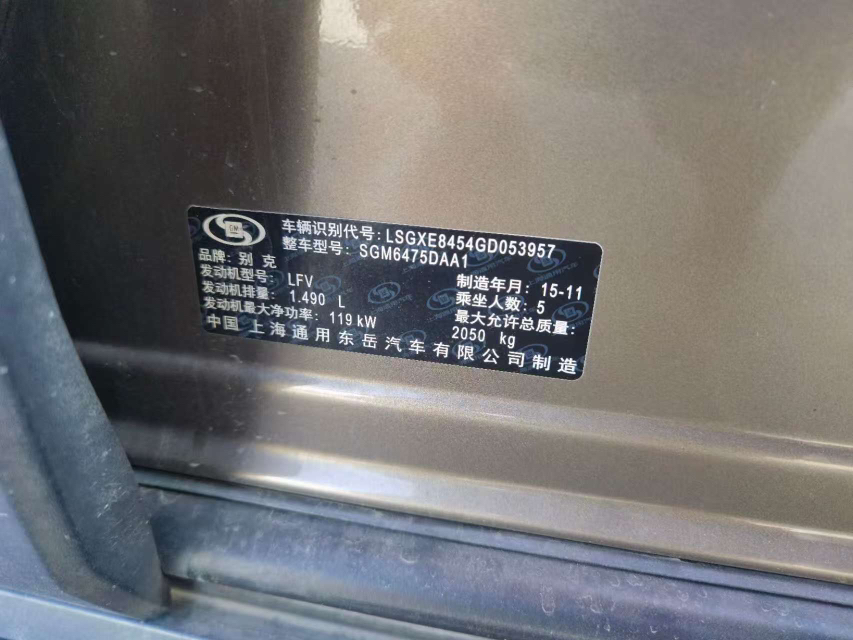 车辆识别代号: LSGXE8454GD053957
整车型号: SGM6475DAA1
品牌: 别克
发动机型号: LFV
制造年月: 15-11
发动机排量: 1.490 L
乘坐人数: 5
发动机最大净功率: 119 kW
最大允许总质量: 2050 kg
中国上海通用东岳汽车有限公司制造